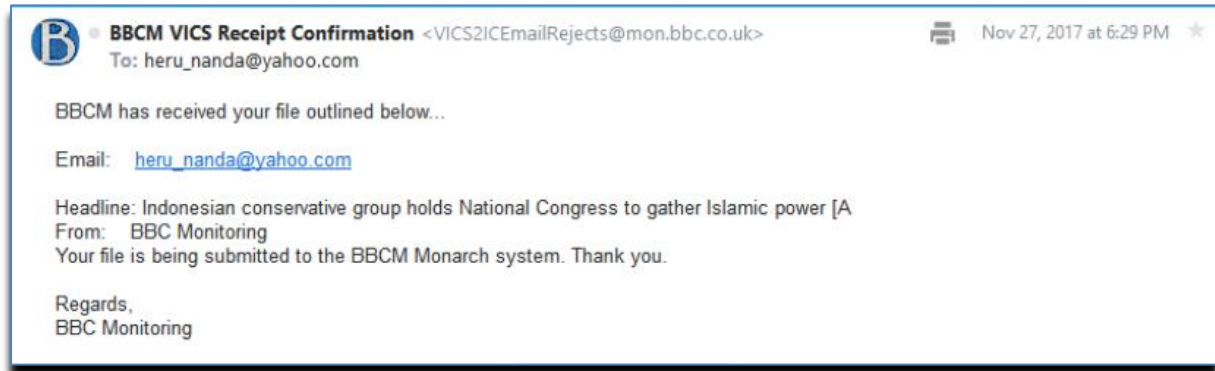 B
BBCM VICS Receipt Confirmation <VICS2ICEmailRejects@mon.bbc.co.uk> Nov 27, 2017 at 6:29 PM
To: heru_nanda@yahoo.com
BBCM has received your file outlined below...
Email: heru_nanda@yahoo.com
Headline: Indonesian conservative group holds National Congress to gather Islamic power [A
From: BBC Monitoring
Your file is being submitted to the BBCM Monarch system. Thank you.
Regards,
BBC Monitoring